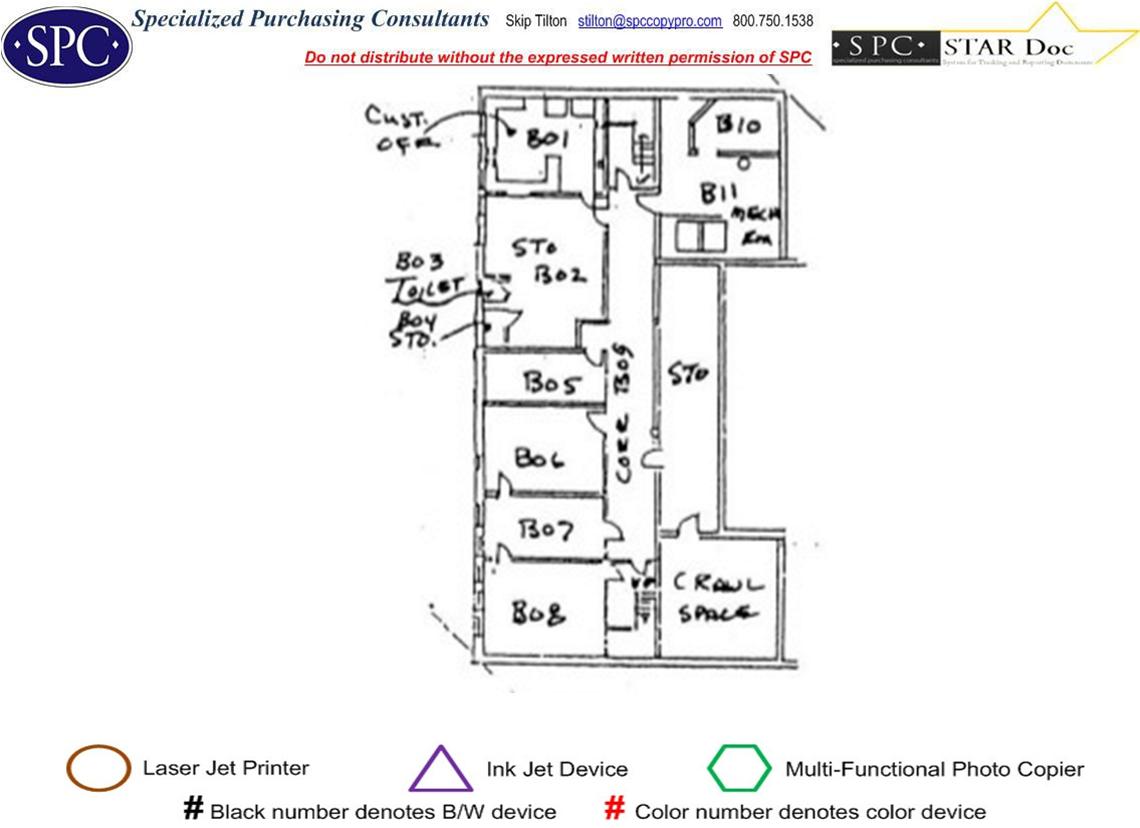 Specialized Purchasing Consultants Skip Tilton stilton@spccopypro.com 800.750.1538
SPC
Do not distribute without the expressed written permission of SPC
SPC
specialized purchasing consultants
STAR Doc
System for Tracking and Reporting Documents
CUST.
OFR
B01
B10
B11
MECH
RM
STO
B02
B03
TOILET
B04
STO.
B05
CORR B09
STO
B06
B07
B08
CRAWL
SPACE
UP
Laser Jet Printer
Ink Jet Device
Multi-Functional Photo Copier
# Black number denotes B/W device
# Color number denotes color device